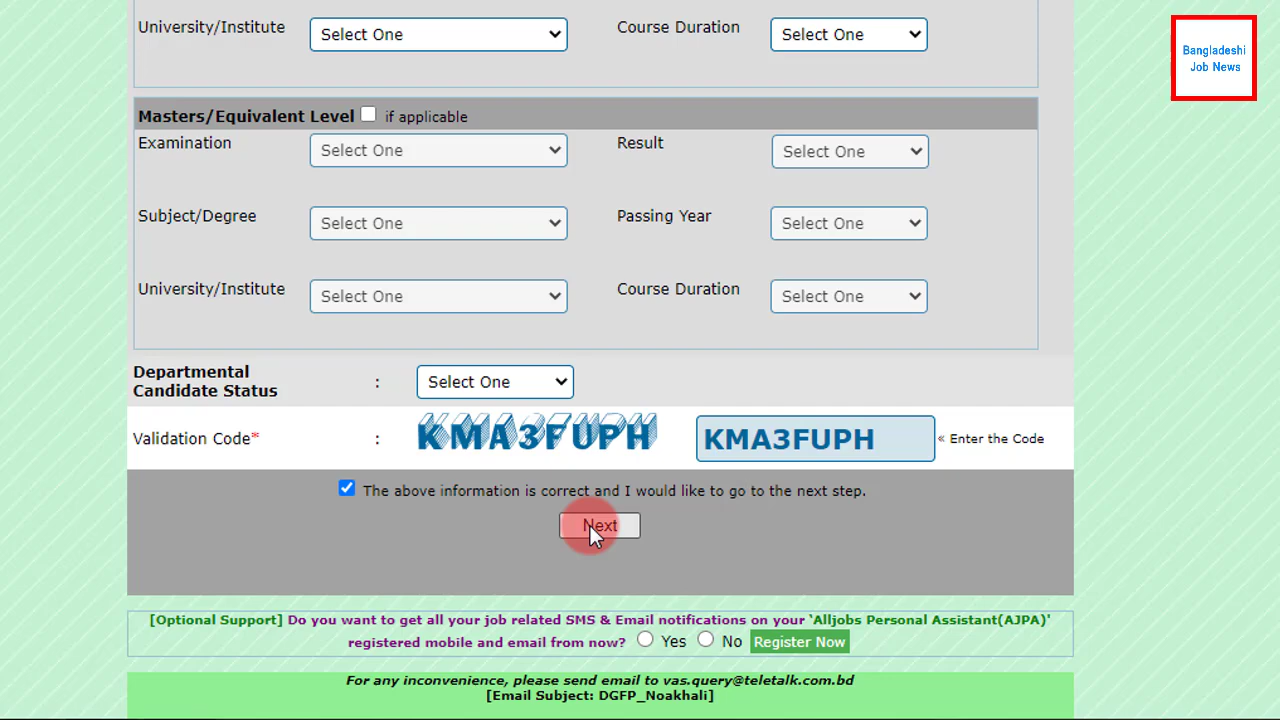 University/Institute Select One Course Duration Select One
Bangladeshi
Job News
Masters/Equivalent Level if applicable
Examination Select One Result Select One
Subject/Degree Select One Passing Year Select One
University/Institute Select One Course Duration Select One
Departmental
Candidate Status : Select One
Validation Code* : KMA3FUPH KMA3FUPH « Enter the Code
The above information is correct and I would like to go to the next step.
Next
[Optional Support] Do you want to get all your job related SMS & Email notifications on your 'Alljobs Personal Assistant(AJPA)'
registered mobile and email from now? Yes No Register Now
For any inconvenience, please send email to vas.query@teletalk.com.bd
[Email Subject: DGFP_Noakhali]